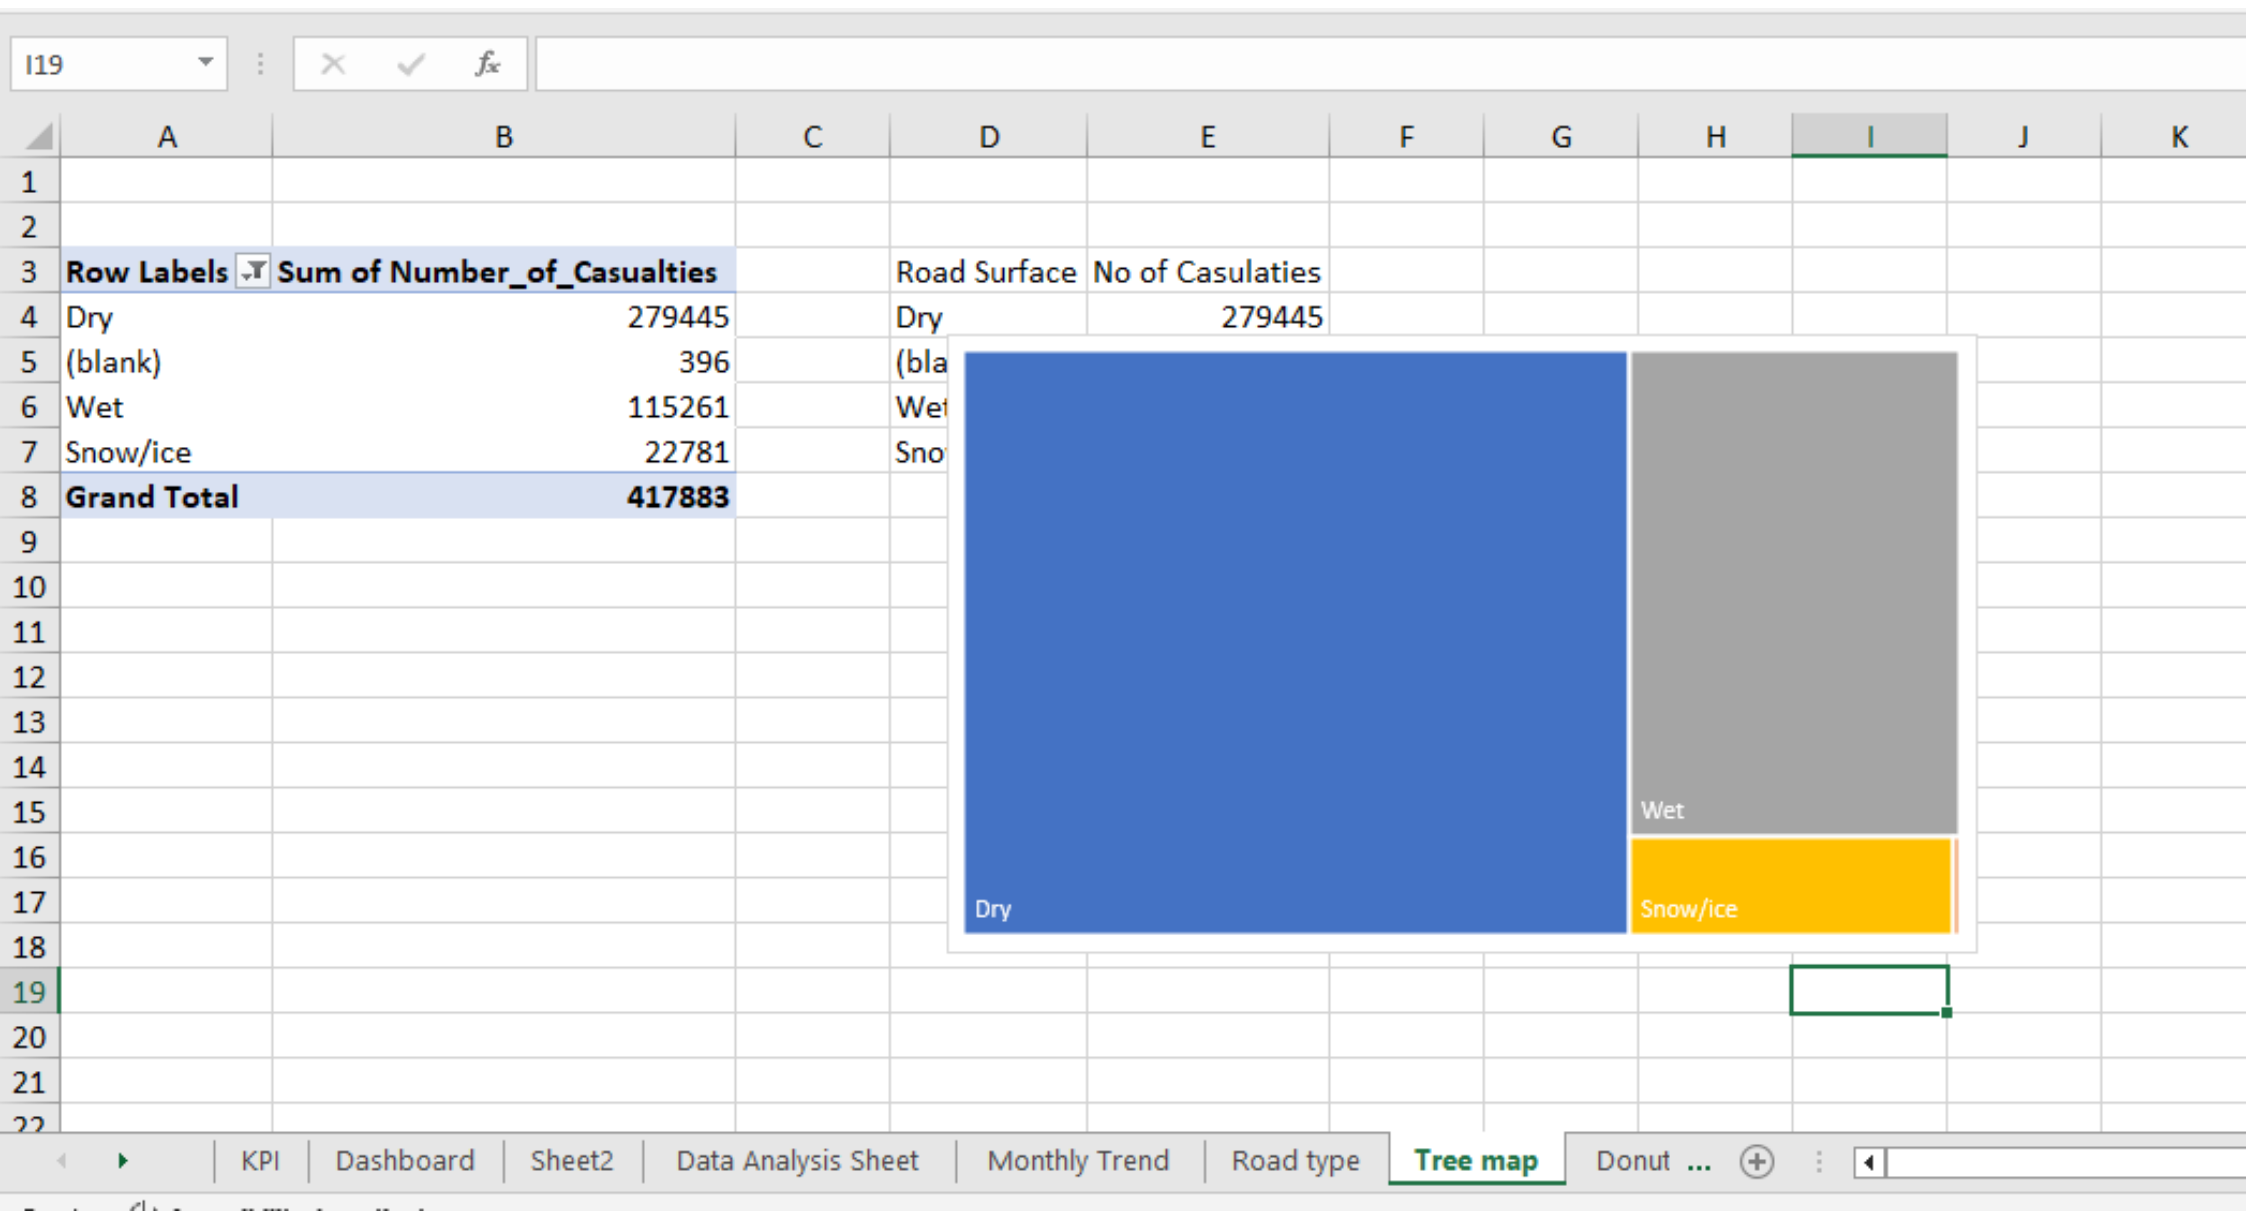 I19 fx
A B C D E F G H I J K
1
2
3 Row Labels Sum of Number_of_Casualties Road Surface No of Casulaties
4 Dry 279445 Dry 279445
5 (blank) 396 (bla
6 Wet 115261 Wet
7 Snow/ice 22781 Sno
8 Grand Total 417883
9
10
11
12
13
14
15 Wet
16
17 Dry Snow/ice
18
19
20
21
22
KPI Dashboard Sheet2 Data Analysis Sheet Monthly Trend Road type Tree map Donut ...